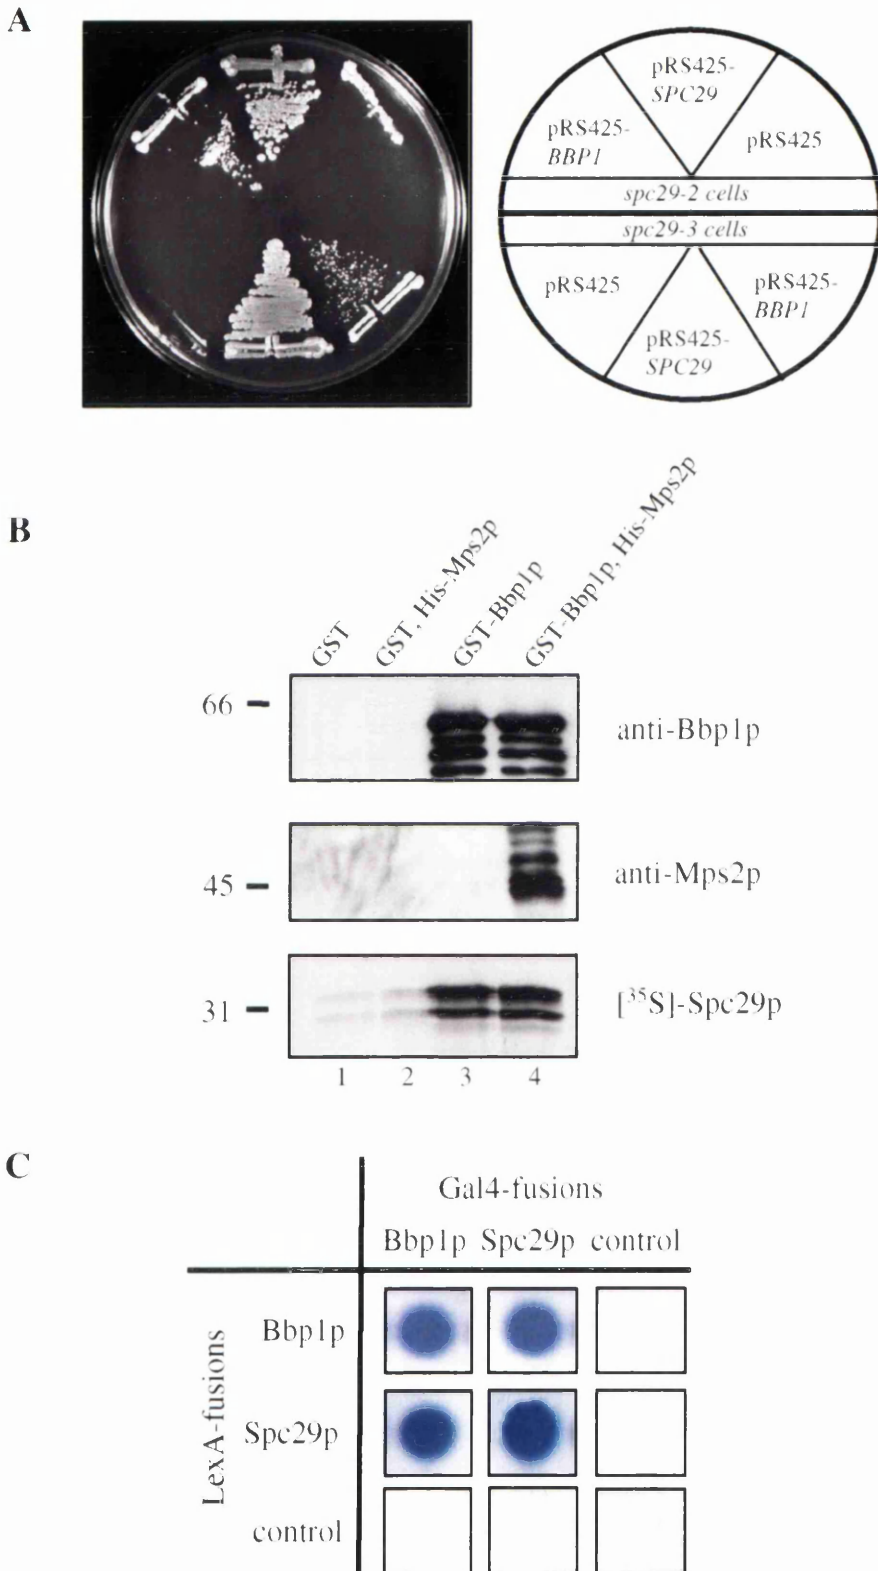 A
pRS425-
SPC29
pRS425-
BBP1
pRS425
spc29-2 cells
spc29-3 cells
pRS425
pRS425-
BBP1
pRS425-
SPC29
B
GST
GST, His-Mps2p
GST-Bbp1p
GST-Bbp1p, His-Mps2p
66
anti-Bbp1p
45
anti-Mps2p
31
[³⁵S]-Spc29p
1 2 3 4
C
Gal4-fusions
Bbp1p Spc29p control
LexA-fusions
Bbp1p
Spc29p
control